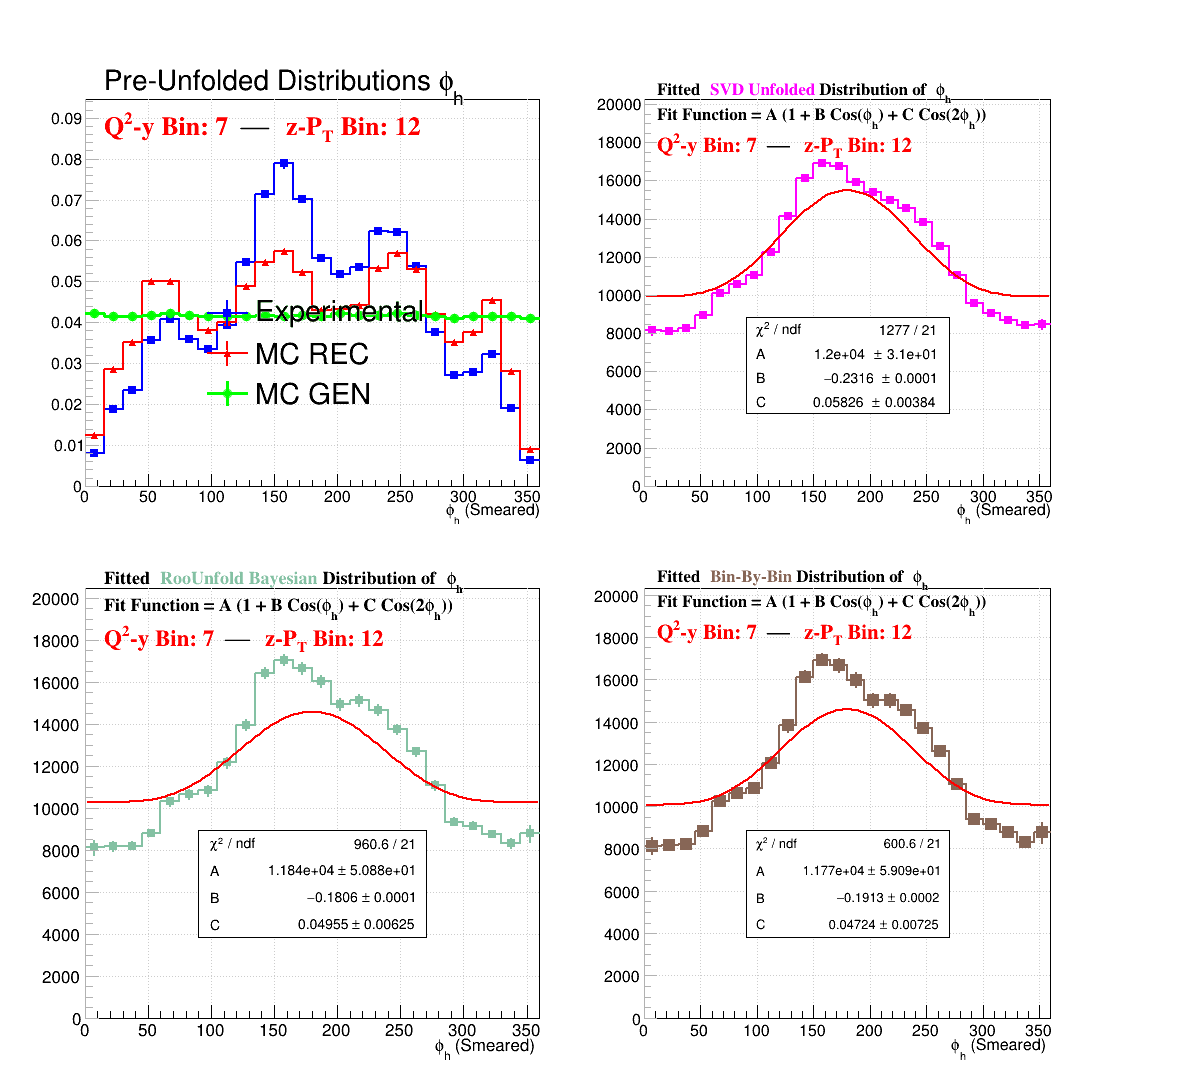 Pre-Unfolded Distributions ϕh
Q²-y Bin: 7 — z-PT Bin: 12
0.09
0.08
0.07
0.06
0.05
0.04
0.03
0.02
0.01
0
Experimental
MC REC
MC GEN
0 50 100 150 200 250 300 350
ϕh (Smeared)
Fitted SVD Unfolded Distribution of ϕh
Fit Function = A (1 + B Cos(ϕh) + C Cos(2ϕh))
Q²-y Bin: 7 — z-PT Bin: 12
20000
18000
16000
14000
12000
10000
8000
6000
4000
2000
0
χ² / ndf 1277 / 21
A 1.2e+04 ± 3.1e+01
B −0.2316 ± 0.0001
C 0.05826 ± 0.00384
0 50 100 150 200 250 300 350
ϕh (Smeared)
Fitted RooUnfold Bayesian Distribution of ϕh
Fit Function = A (1 + B Cos(ϕh) + C Cos(2ϕh))
Q²-y Bin: 7 — z-PT Bin: 12
20000
18000
16000
14000
12000
10000
8000
6000
4000
2000
0
χ² / ndf 960.6 / 21
A 1.184e+04 ± 5.088e+01
B −0.1806 ± 0.0001
C 0.04955 ± 0.00625
0 50 100 150 200 250 300 350
ϕh (Smeared)
Fitted Bin-By-Bin Distribution of ϕh
Fit Function = A (1 + B Cos(ϕh) + C Cos(2ϕh))
Q²-y Bin: 7 — z-PT Bin: 12
20000
18000
16000
14000
12000
10000
8000
6000
4000
2000
0
χ² / ndf 600.6 / 21
A 1.177e+04 ± 5.909e+01
B −0.1913 ± 0.0002
C 0.04724 ± 0.00725
0 50 100 150 200 250 300 350
ϕh (Smeared)